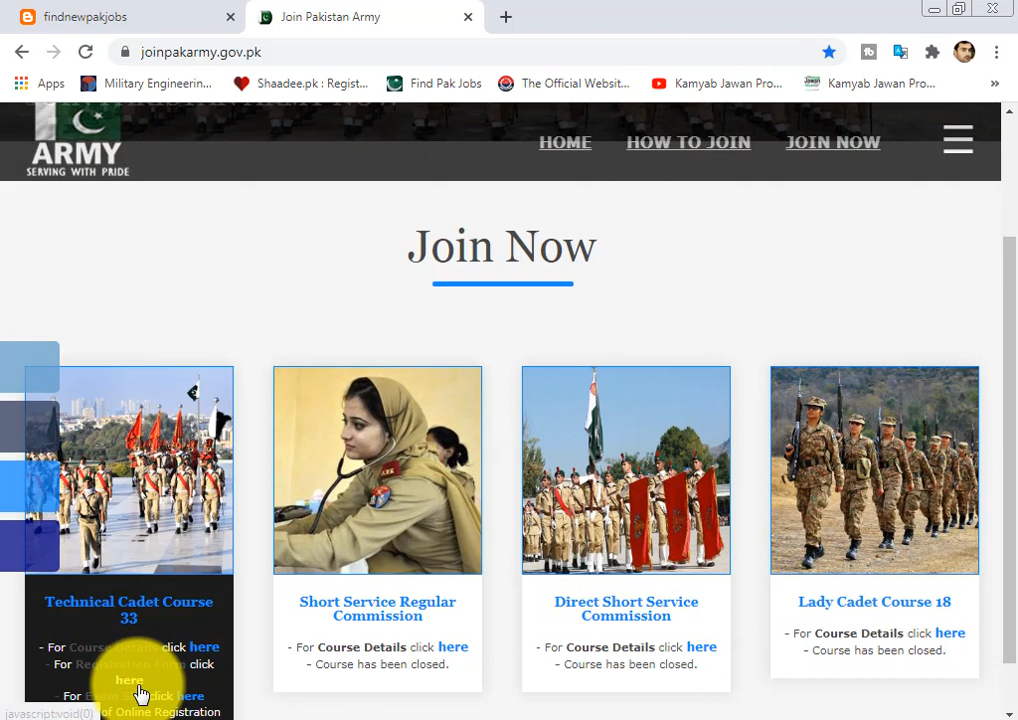 findnewpakjobs
Join Pakistan Army
joinpakarmy.gov.pk
Apps
Military Engineerin...
Shaadee.pk : Regist...
Find Pak Jobs
The Official Websit...
Kamyab Jawan Pro...
Kamyab Jawan Pro...
ARMY
SERVING WITH PRIDE
HOME
HOW TO JOIN
JOIN NOW
Join Now
Technical Cadet Course
33
- For Course Details click here
- For Registration Form click
here
- For click here
of Online Registration
Short Service Regular
Commission
- For Course Details click here
- Course has been closed.
Direct Short Service
Commission
- For Course Details click here
- Course has been closed.
Lady Cadet Course 18
- For Course Details click here
- Course has been closed.
javascript:void(0)